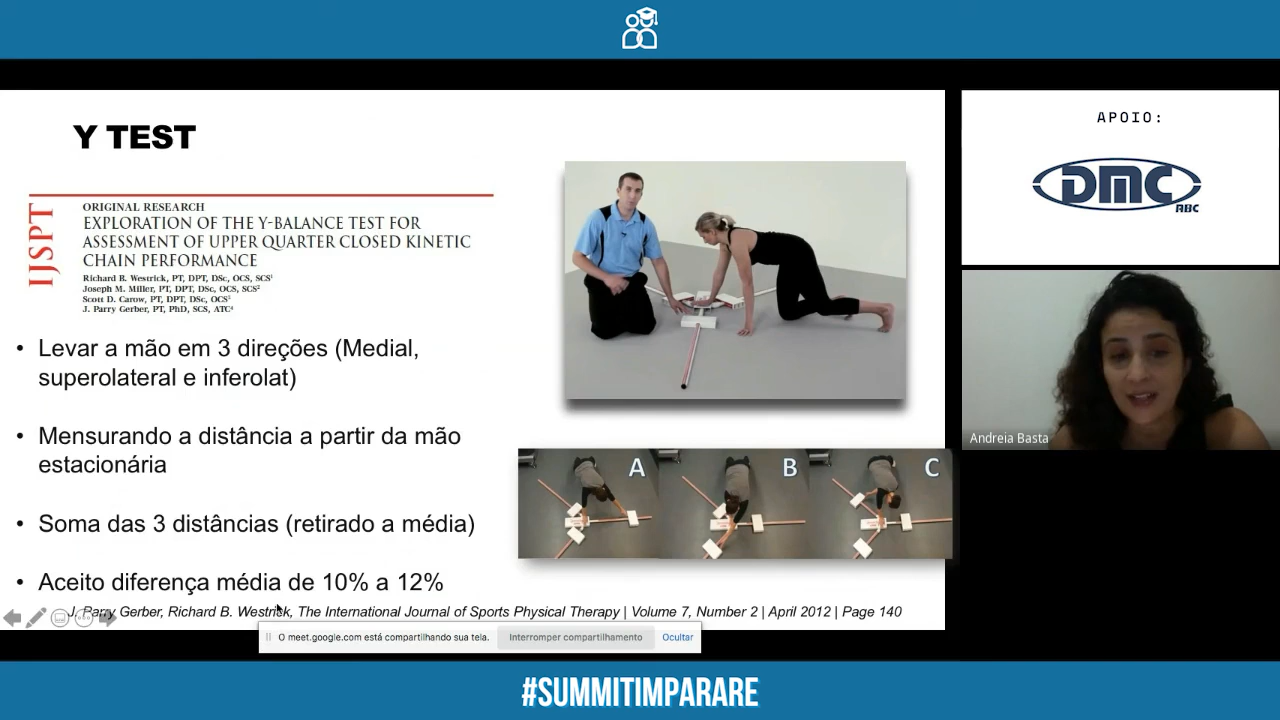 Y TEST
IJSPT
ORIGINAL RESEARCH
EXPLORATION OF THE Y-BALANCE TEST FOR
ASSESSMENT OF UPPER QUARTER CLOSED KINETIC
CHAIN PERFORMANCE
Richard B. Westrick, PT, DPT, DSc, OCS, SCS¹
Joseph M. Miller, PT, DPT, DSc, OCS, SCS²
Scott D. Carow, PT, DPT, DSc, OCS³
J. Parry Gerber, PT, PhD, SCS, ATC⁴
• Levar a mão em 3 direções (Medial,
superolateral e inferolat)
• Mensurando a distância a partir da mão
estacionária
• Soma das 3 distâncias (retirado a média)
• Aceito diferença média de 10% a 12%
J. Parry Gerber, Richard B. Westrick, The International Journal of Sports Physical Therapy | Volume 7, Number 2 | April 2012 | Page 140
A B C
O meet.google.com está compartilhando sua tela. Interromper compartilhamento Ocultar
APOIO:
DMC
ABC
Andreia Basta
#SUMMITIMPARARE